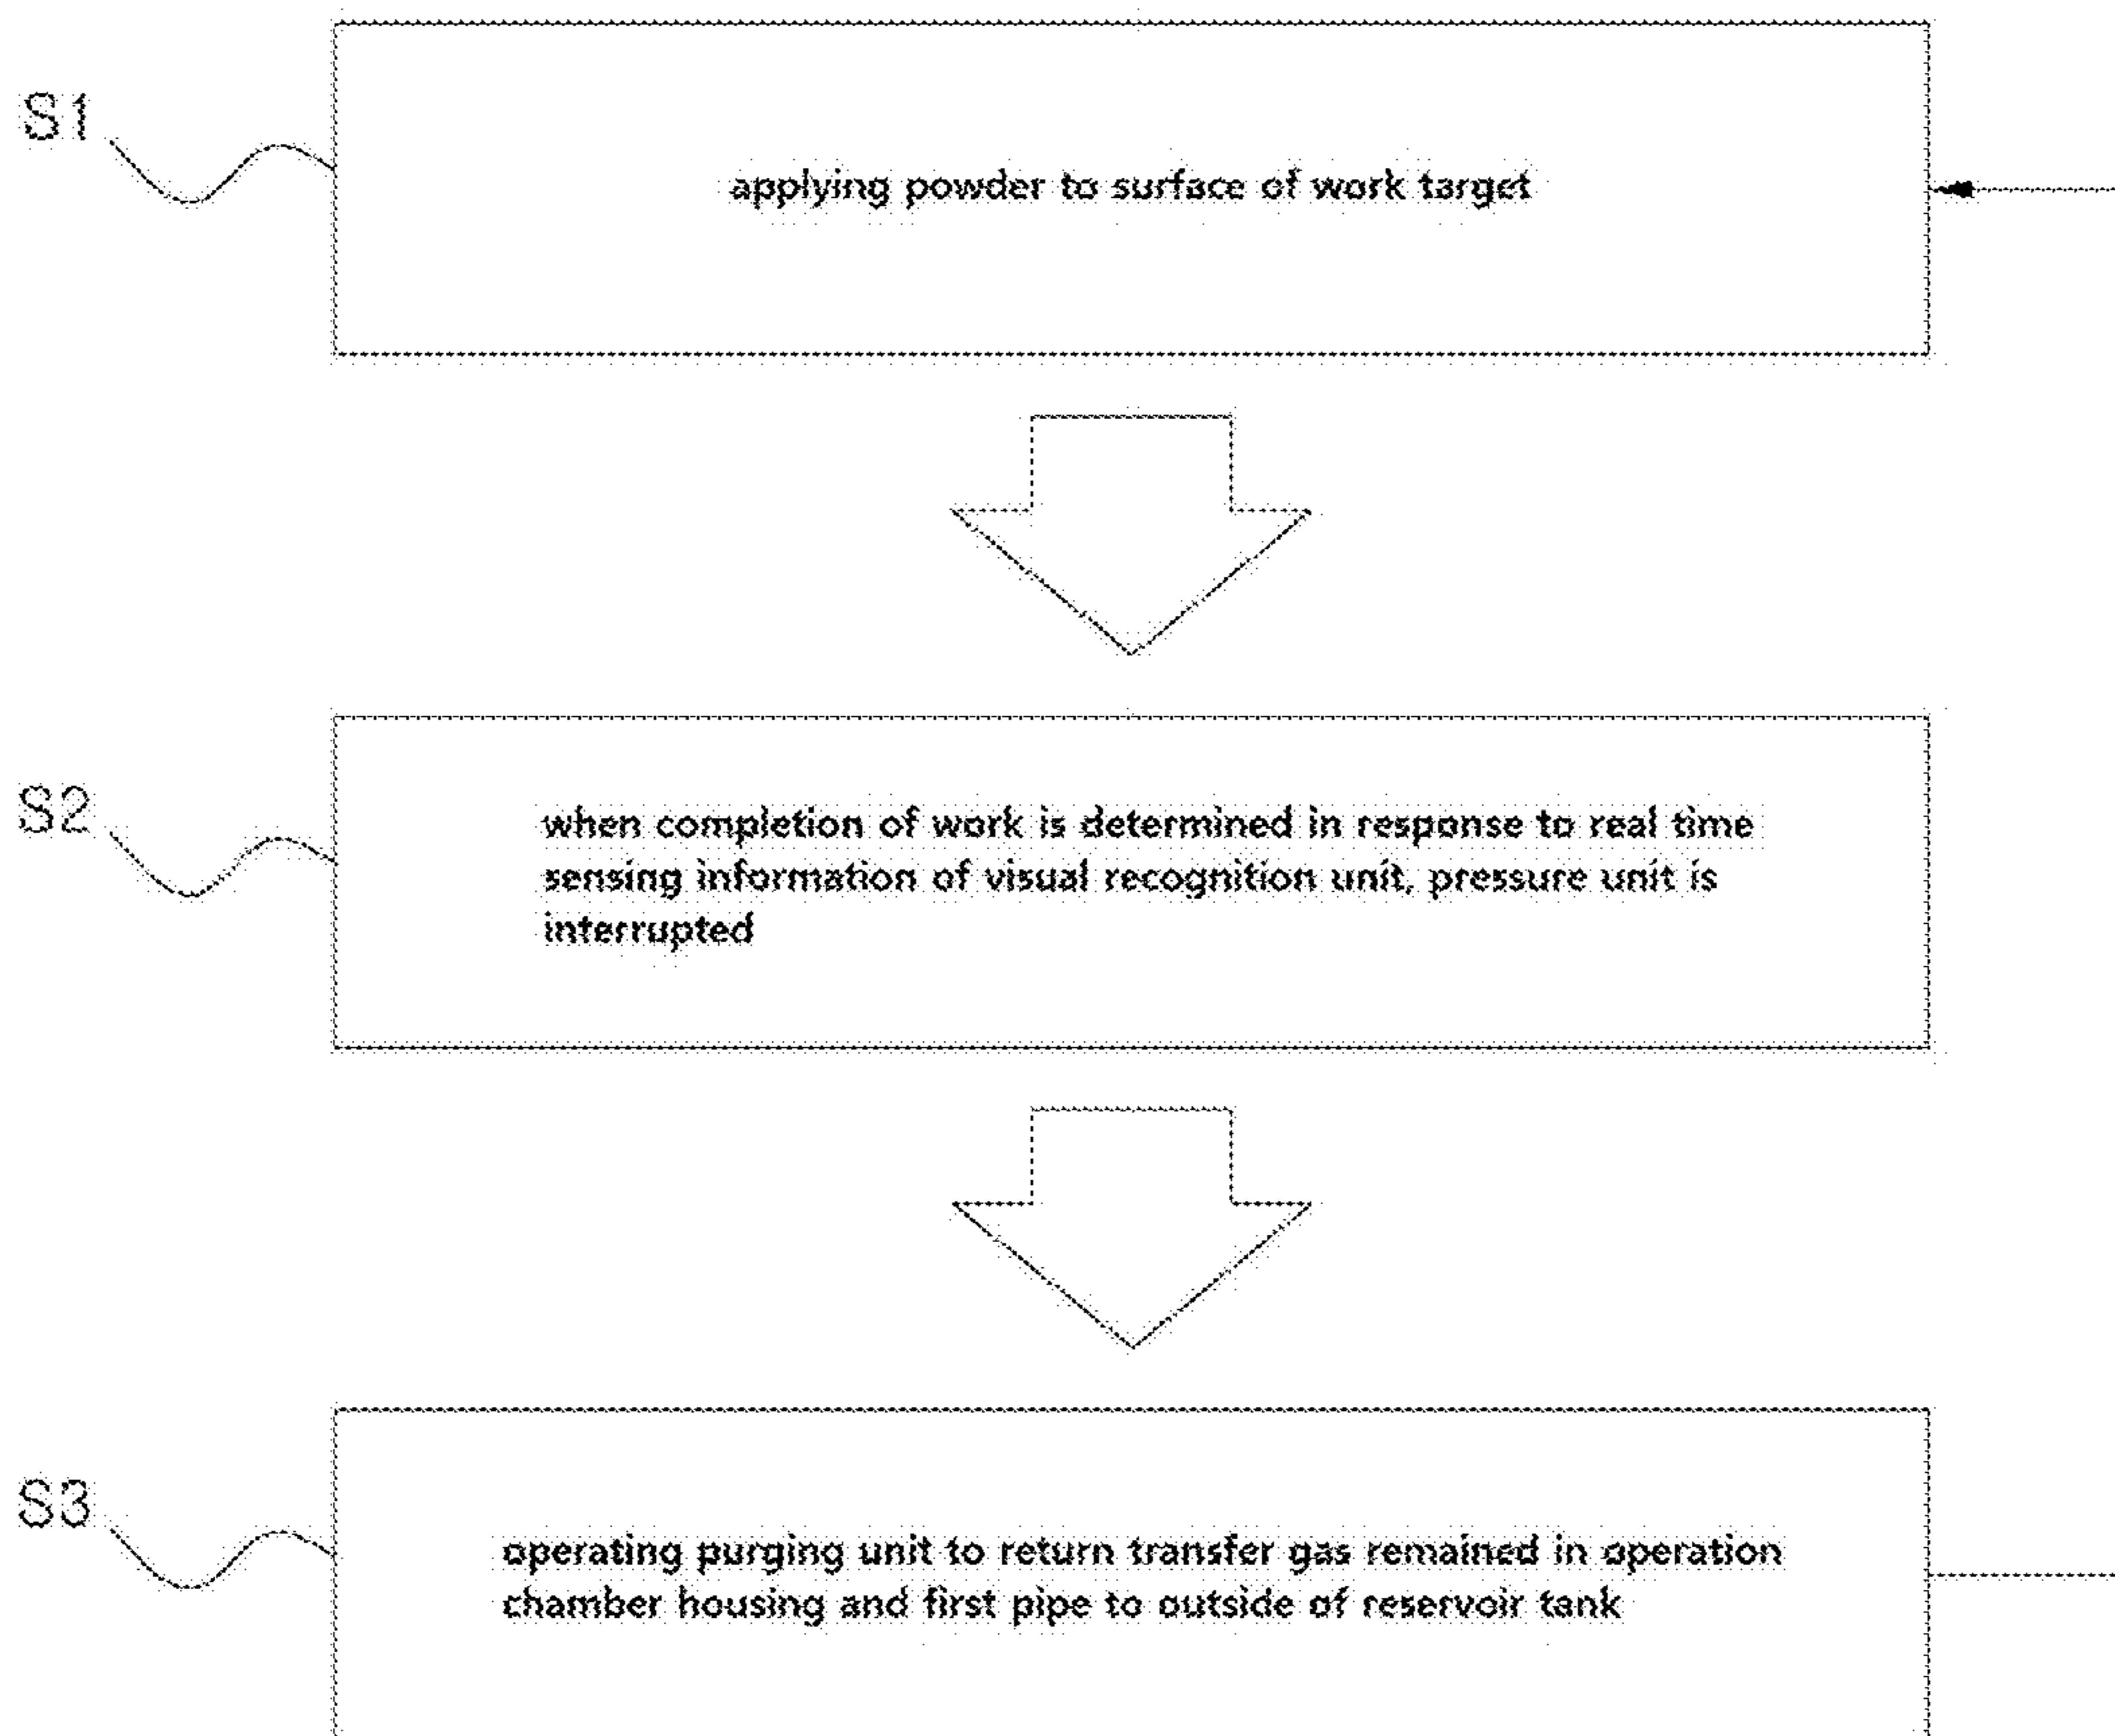 S1
applying powder to surface of work target
S2
when completion of work is determined in response to real time
sensing information of visual recognition unit, pressure unit is
interrupted
S3
operating purging unit to return transfer gas remained in operation
chamber housing and first pipe to outside of reservoir tank